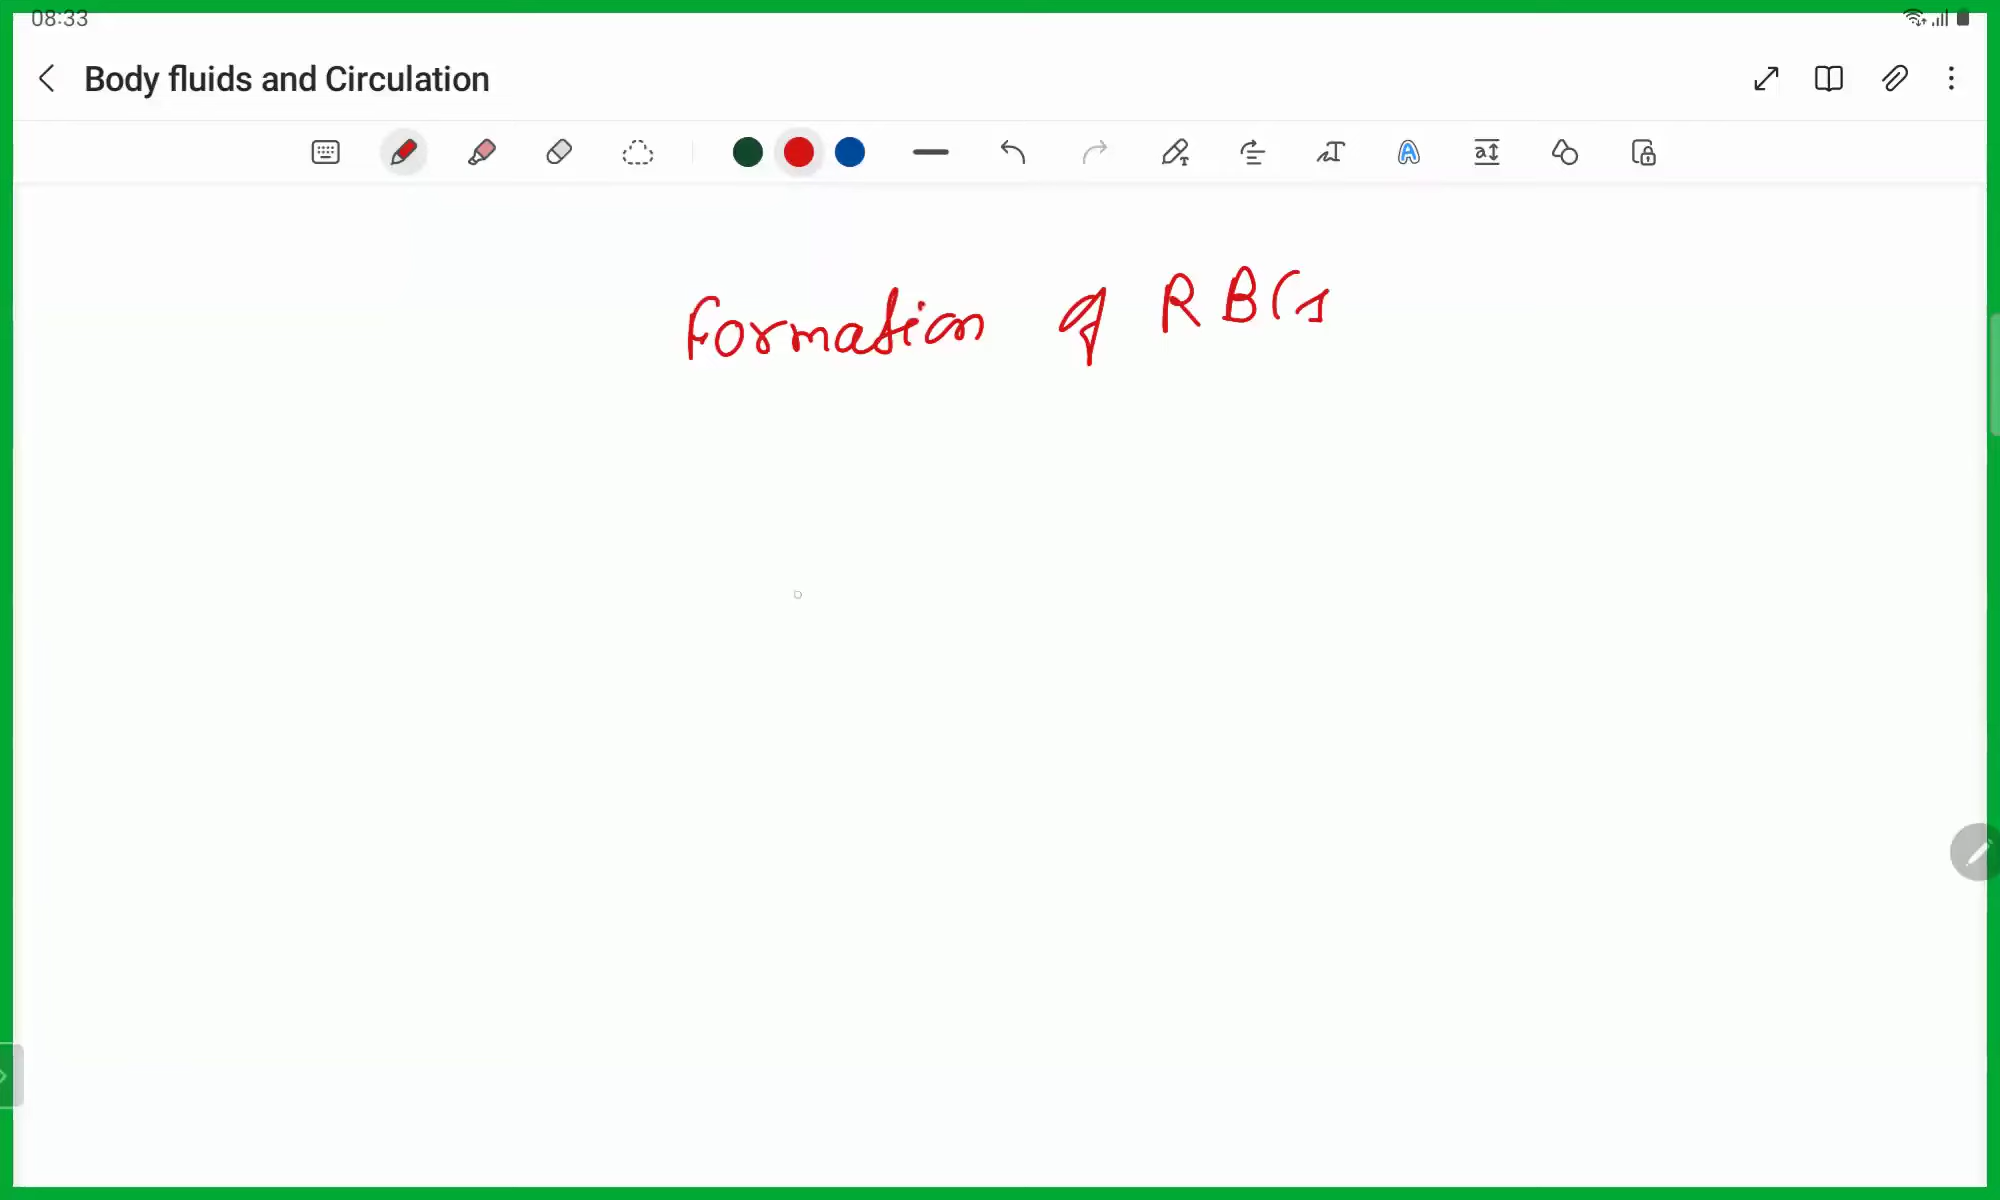 08:33
Body fluids and Circulation
Formation of RBCs